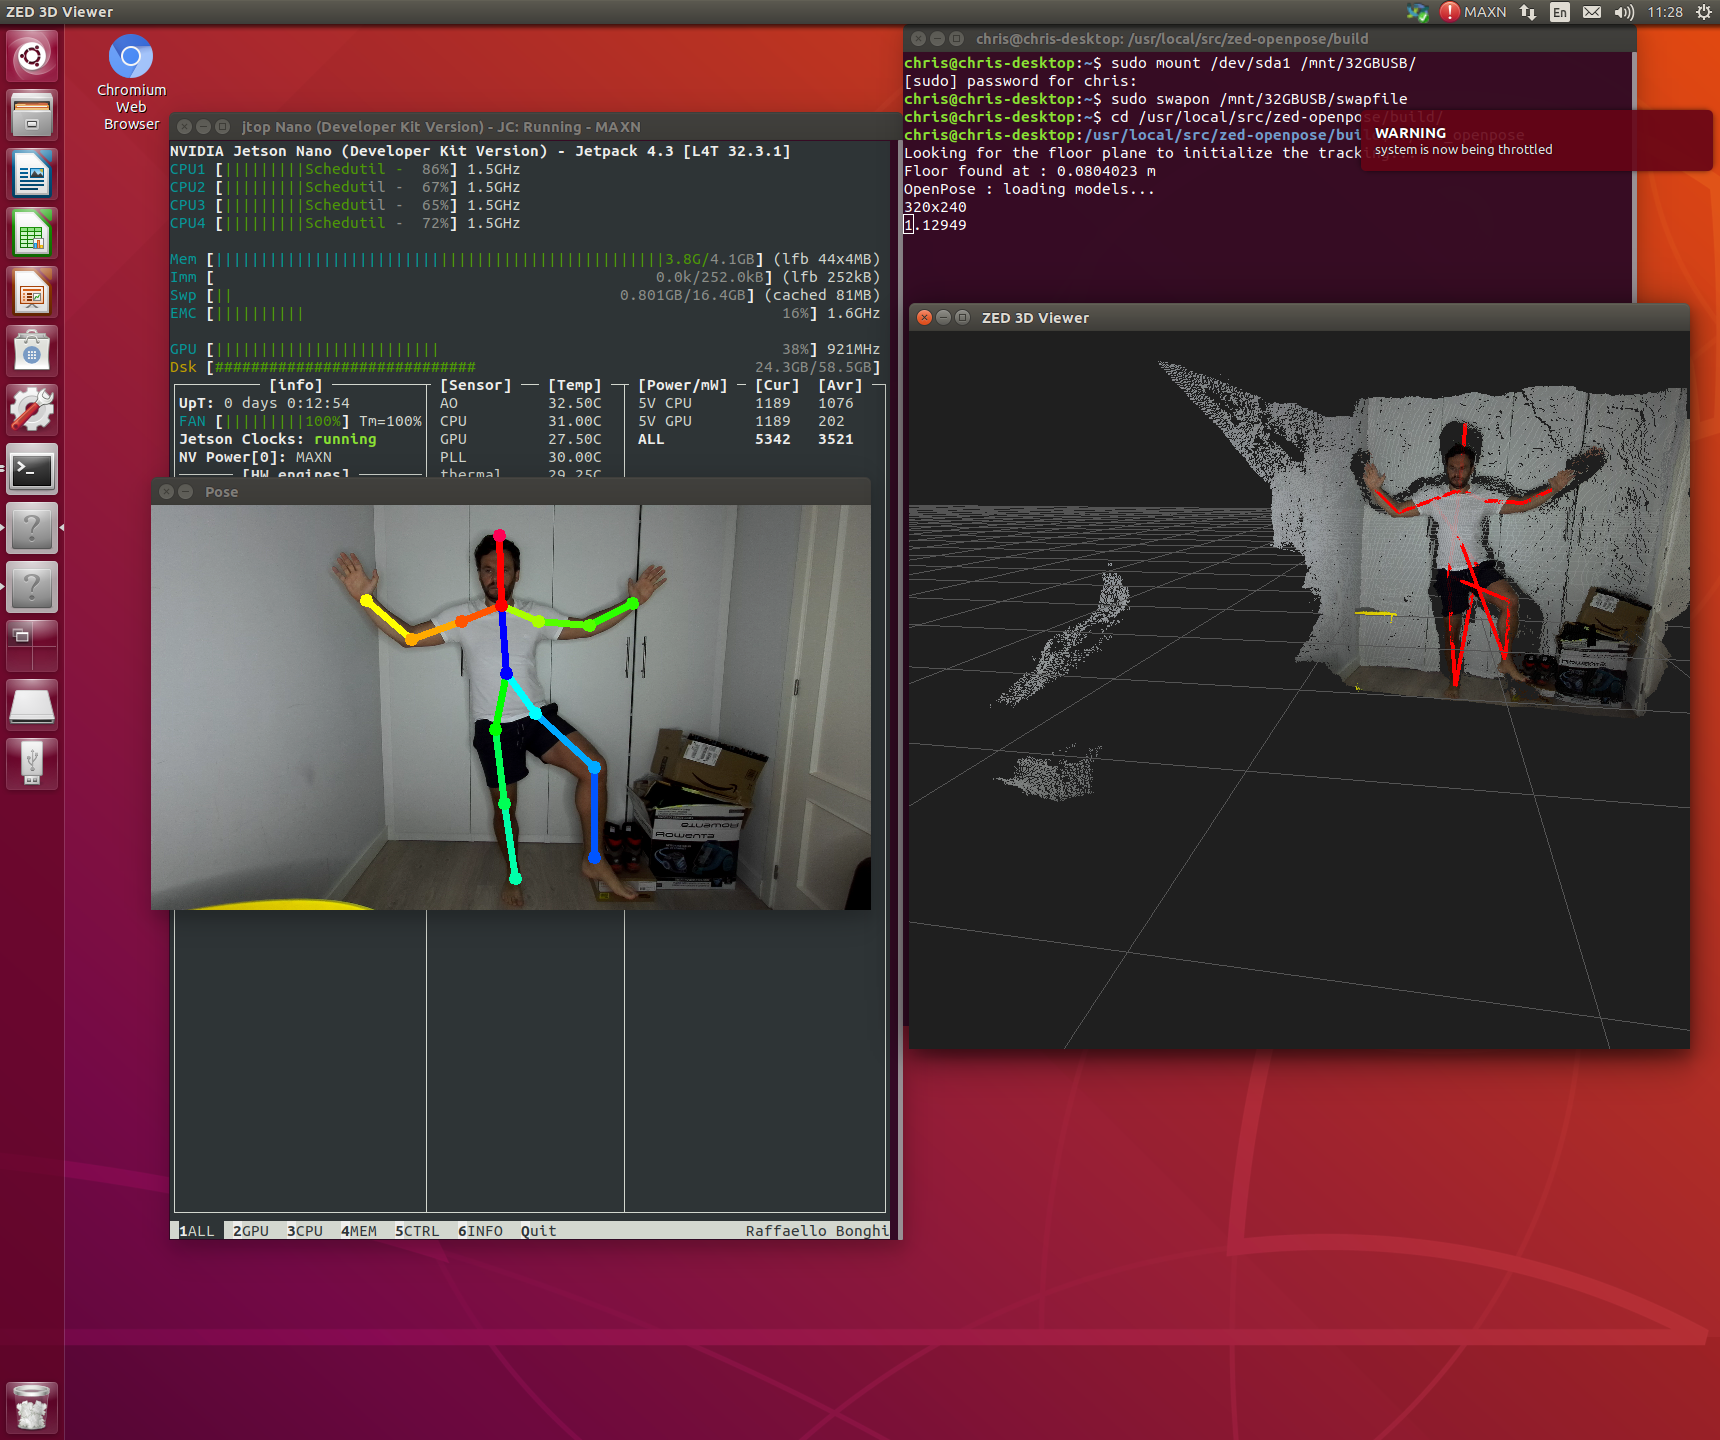 ZED 3D Viewer
MAXN
En
11:28
Chromium
Web
Browser
chris@chris-desktop: /usr/local/src/zed-openpose/build
chris@chris-desktop:~$ sudo mount /dev/sda1 /mnt/32GBUSB/
[sudo] password for chris:
chris@chris-desktop:~$ sudo swapon /mnt/32GBUSB/swapfile
chris@chris-desktop:~$ cd /usr/local/src/zed-openpose/build/
chris@chris-desktop:/usr/local/src/zed-openpose/buil openpose
Looking for the floor plane to initialize the track
Floor found at : 0.0804023 m
OpenPose : loading models...
320x240
1.12949
WARNING
system is now being throttled
jtop Nano (Developer Kit Version) - JC: Running - MAXN
NVIDIA Jetson Nano (Developer Kit Version) - Jetpack 4.3 [L4T 32.3.1]
CPU1 [|||||||||Schedutil - 86%] 1.5GHz
CPU2 [|||||||||Schedutil - 67%] 1.5GHz
CPU3 [|||||||||Schedutil - 65%] 1.5GHz
CPU4 [|||||||||Schedutil - 72%] 1.5GHz
Mem [||||||||||||||||||||||||||||||||||||||||||||||||||3.8G/4.1GB] (lfb 44x4MB)
Imm [ 0.0k/252.0kB] (lfb 252kB)
Swp [|| 0.801GB/16.4GB] (cached 81MB)
EMC [|||||||||| 16%] 1.6GHz
GPU [||||||||||||||||||||||||| 38%] 921MHz
Dsk [############################# 24.3GB/58.5GB]
[info] [Sensor] [Temp] [Power/mW] [Cur] [Avr]
UpT: 0 days 0:12:54 AO 32.50C 5V CPU 1189 1076
FAN [|||||||||100%] Tm=100% CPU 31.00C 5V GPU 1189 202
Jetson Clocks: running GPU 27.50C ALL 5342 3521
NV Power[0]: MAXN PLL 30.00C
[HW engines] thermal 29.25C
Pose
ROWENTA
ZED 3D Viewer
1ALL 2GPU 3CPU 4MEM 5CTRL 6INFO Quit Raffaello Bonghi